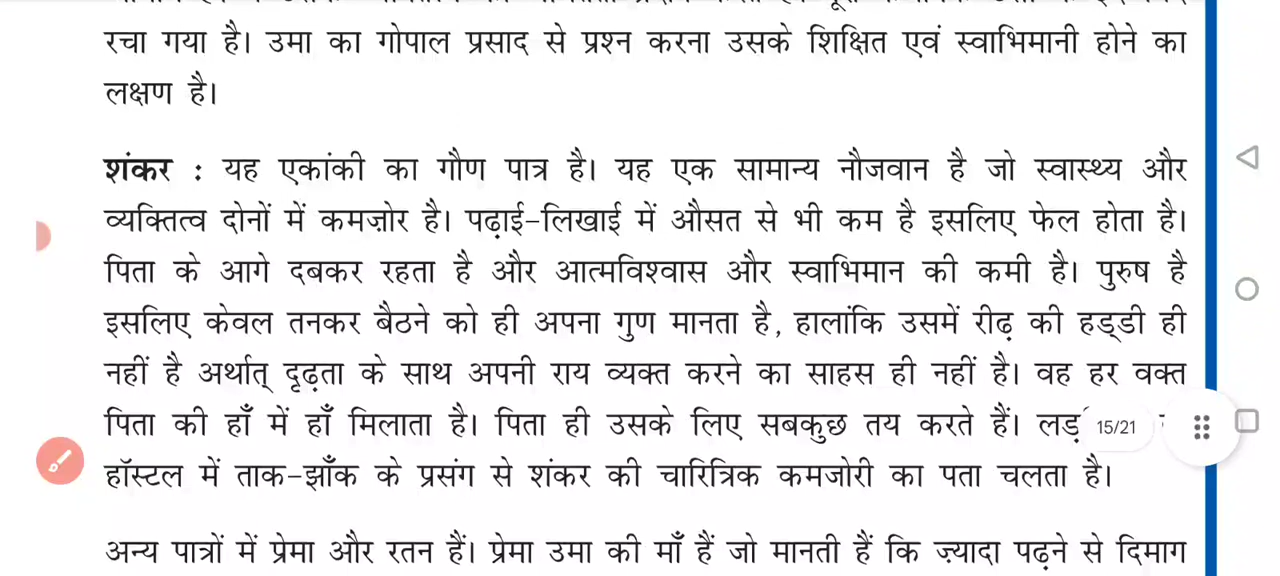 रचा गया है। उमा का गोपाल प्रसाद से प्रश्न करना उसके शिक्षित एवं स्वाभिमानी होने का
लक्षण है।
शंकर : यह एकांकी का गौण पात्र है। यह एक सामान्य नौजवान है जो स्वास्थ्य और
व्यक्तित्व दोनों में कमज़ोर है। पढ़ाई-लिखाई में औसत से भी कम है इसलिए फेल होता है।
पिता के आगे दबकर रहता है और आत्मविश्वास और स्वाभिमान की कमी है। पुरुष है
इसलिए केवल तनकर बैठने को ही अपना गुण मानता है, हालांकि उसमें रीढ़ की हड्डी ही
नहीं है अर्थात् दृढ़ता के साथ अपनी राय व्यक्त करने का साहस ही नहीं है। वह हर वक्त
पिता की हाँ में हाँ मिलाता है। पिता ही उसके लिए सबकुछ तय करते हैं। 15/21
हॉस्टल में ताक-झाँक के प्रसंग से शंकर की चारित्रिक कमजोरी का पता चलता है।
अन्य पात्रों में प्रेमा और रतन हैं। प्रेमा उमा की माँ हैं जो मानती हैं कि ज़्यादा पढ़ने से दिमाग